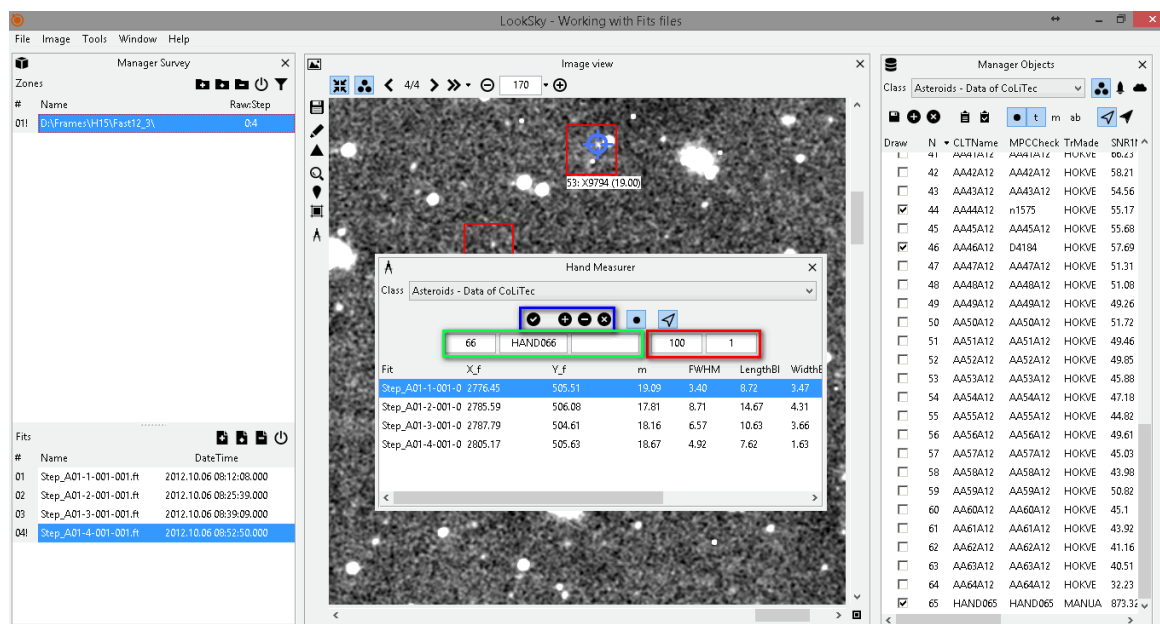 LookSky - Working with Fits files
File Image Tools Window Help
Manager Survey
Zones
# Name Raw:Step
01! D:\Frames\H15\Fast12_3\ 0:4
Fits
# Name DateTime
01 Step_A01-1-001-001.ft 2012.10.06 08:12:08.000
02 Step_A01-2-001-001.ft 2012.10.06 08:25:39.000
03 Step_A01-3-001-001.ft 2012.10.06 08:39:09.000
04! Step_A01-4-001-001.ft 2012.10.06 08:52:50.000
Image view
4/4 170
53: X9794 (19.00)
Hand Measurer
Class Asteroids - Data of CoLiTec
66 HAND066 100 1
Fit X_f Y_f m FWHM LengthBl WidthB
Step_A01-1-001-0 2776.45 505.51 19.09 3.40 8.72 3.47
Step_A01-2-001-0 2785.59 506.08 17.81 8.71 14.67 4.31
Step_A01-3-001-0 2787.79 504.61 18.16 6.57 10.63 3.66
Step_A01-4-001-0 2805.17 505.63 18.67 4.92 7.62 1.63
Manager Objects
Class Asteroids - Data of CoLiTec
t m ab
Draw N CLTName MPCCheck TrMade SNR1
41 AA41A12 AA41A12 HOKVE 66.23
42 AA42A12 AA42A12 HOKVE 58.21
43 AA43A12 AA43A12 HOKVE 54.56
44 AA44A12 n1575 HOKVE 55.17
45 AA45A12 AA45A12 HOKVE 55.68
46 AA46A12 D4184 HOKVE 57.69
47 AA47A12 AA47A12 HOKVE 51.31
48 AA48A12 AA48A12 HOKVE 51.08
49 AA49A12 AA49A12 HOKVE 49.26
50 AA50A12 AA50A12 HOKVE 51.72
51 AA51A12 AA51A12 HOKVE 49.46
52 AA52A12 AA52A12 HOKVE 49.85
53 AA53A12 AA53A12 HOKVE 45.88
54 AA54A12 AA54A12 HOKVE 47.18
55 AA55A12 AA55A12 HOKVE 44.82
56 AA56A12 AA56A12 HOKVE 49.61
57 AA57A12 AA57A12 HOKVE 45.03
58 AA58A12 AA58A12 HOKVE 43.98
59 AA59A12 AA59A12 HOKVE 50.82
60 AA60A12 AA60A12 HOKVE 45.1
61 AA61A12 AA61A12 HOKVE 43.92
62 AA62A12 AA62A12 HOKVE 41.16
63 AA63A12 AA63A12 HOKVE 40.51
64 AA64A12 AA64A12 HOKVE 32.23
65 HAND065 HAND065 MANUA 873.32